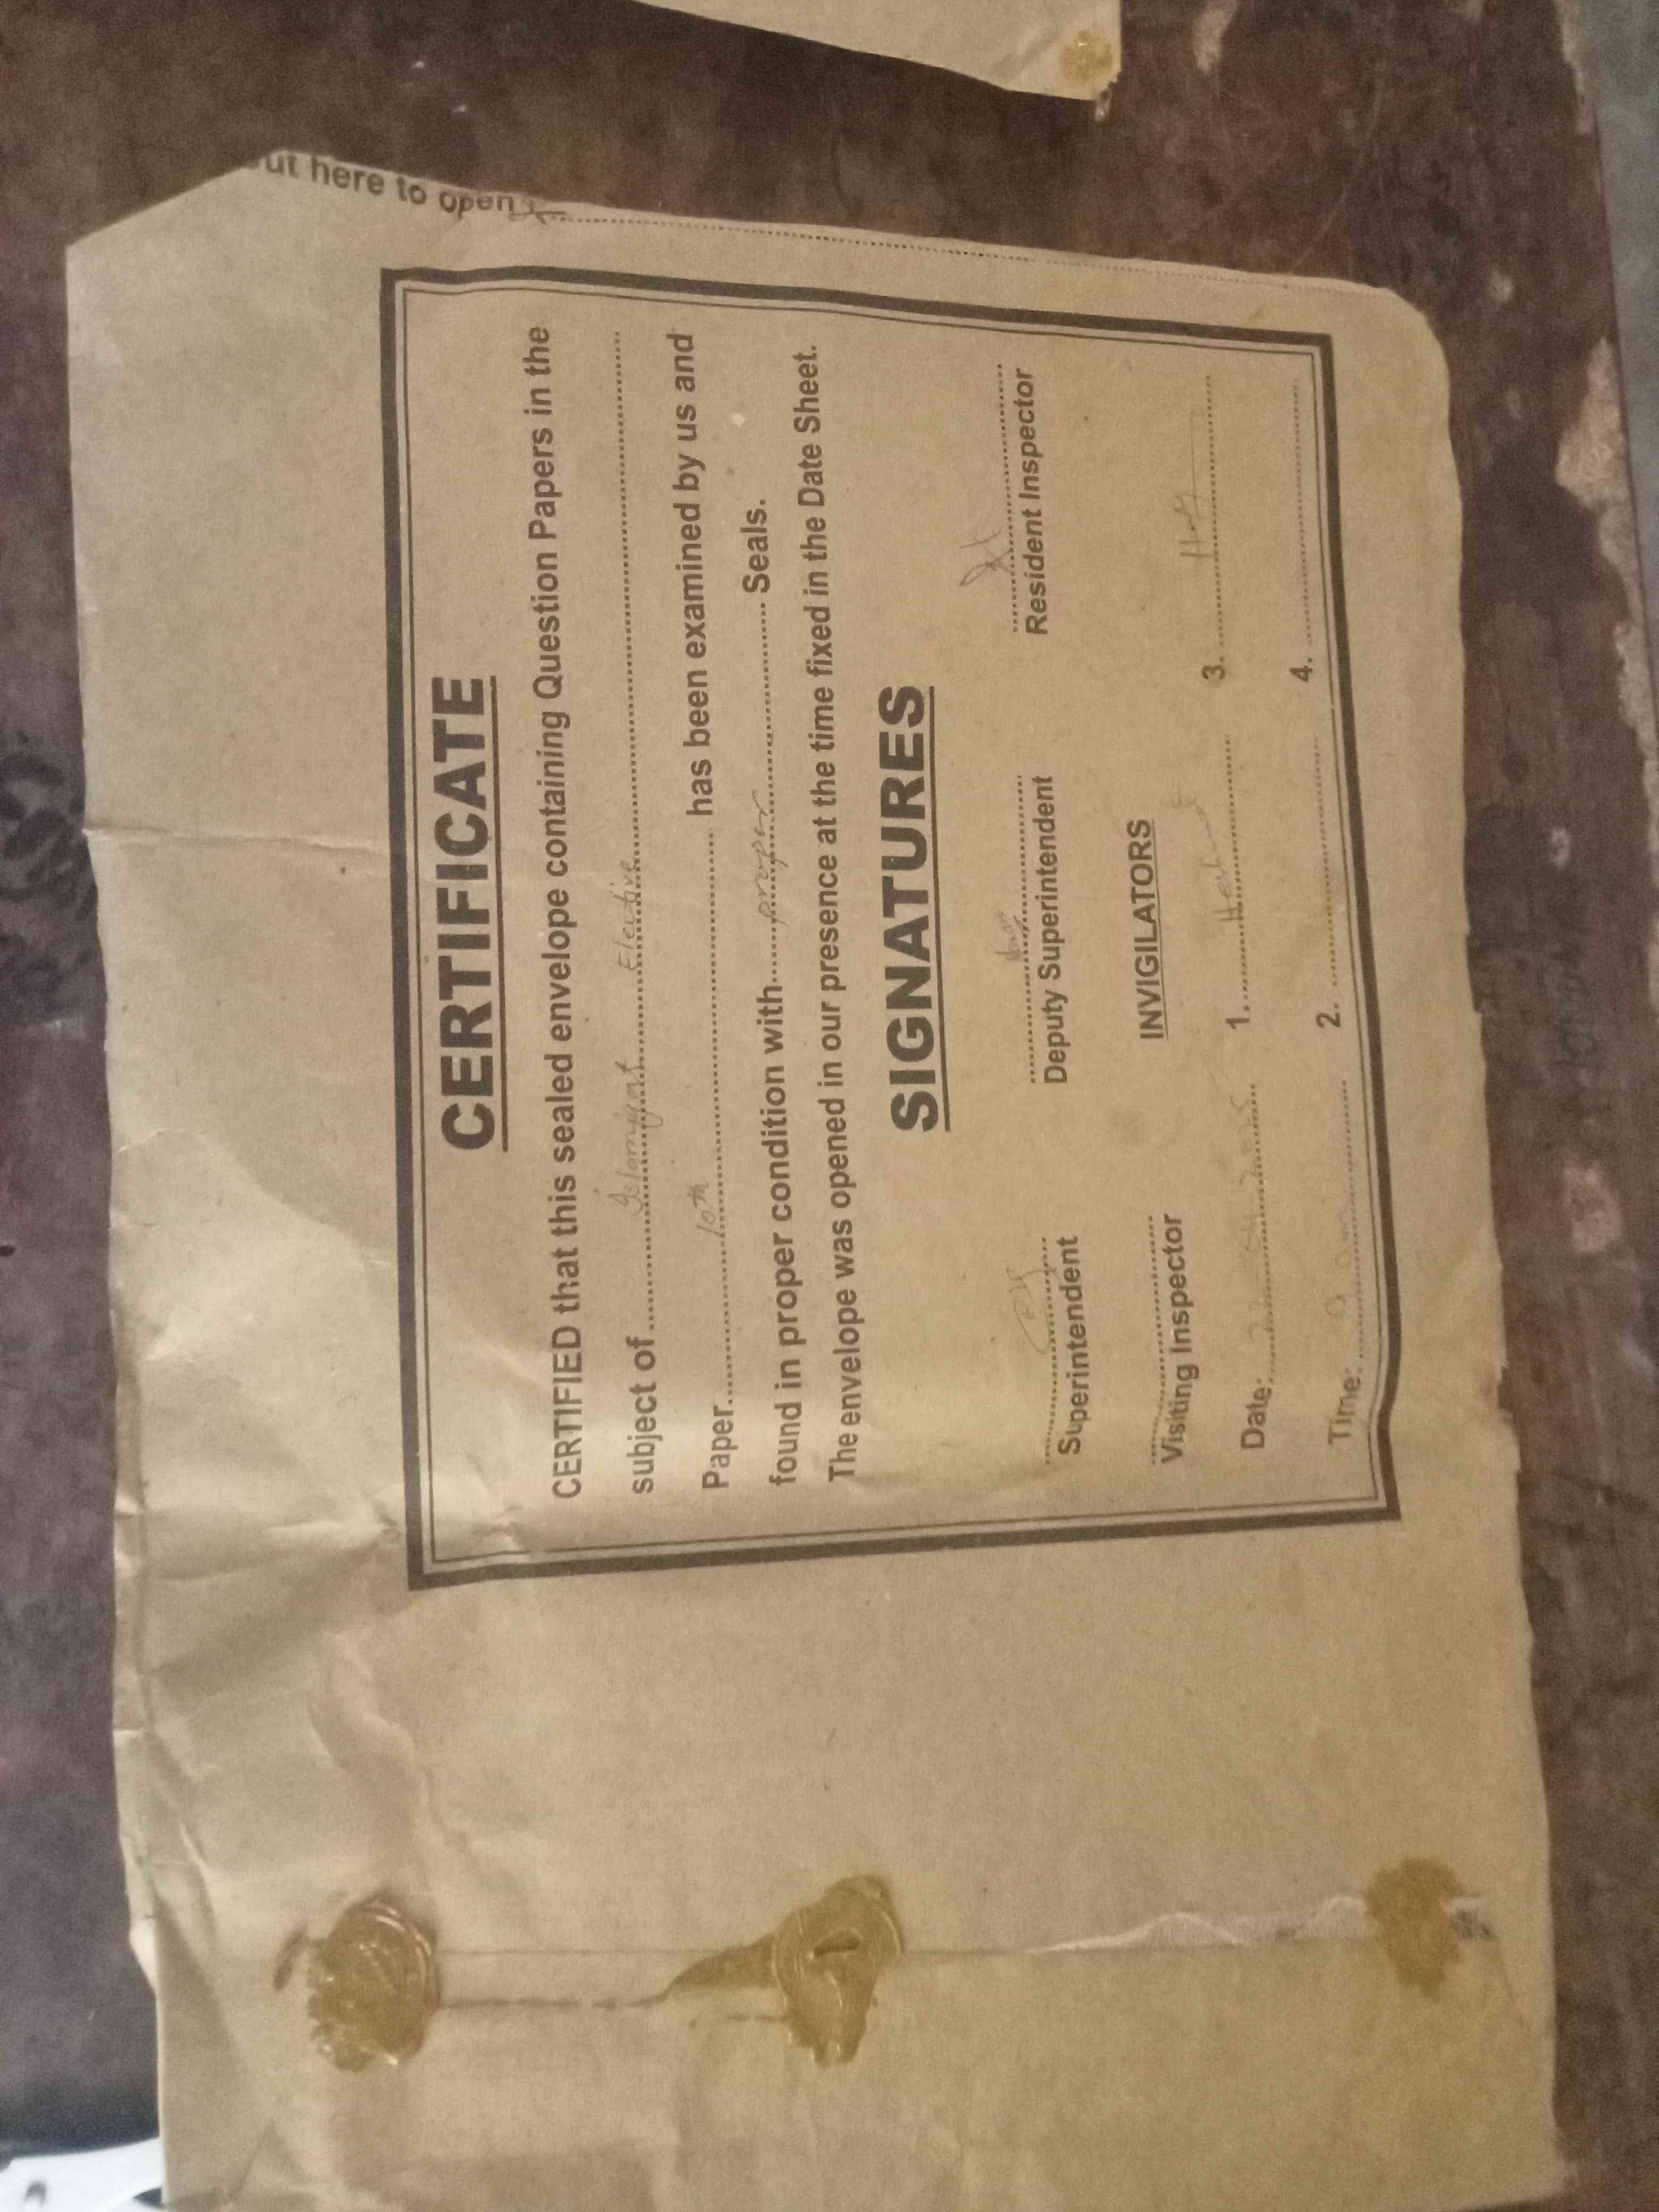 ut here to open
CERTIFICATE
CERTIFIED that this sealed envelope containing Question Papers in the
subject of.......... Islamiyat Elective ..........
Paper.......... 10th .......... has been examined by us and
found in proper condition with...... proper .......... Seals.
The envelope was opened in our presence at the time fixed in the Date Sheet.
SIGNATURES
Superintendent Deputy Superintendent Resident Inspector
Visiting Inspector INVIGILATORS
Date: 1. 3.
Time: 9 am 2. 4.